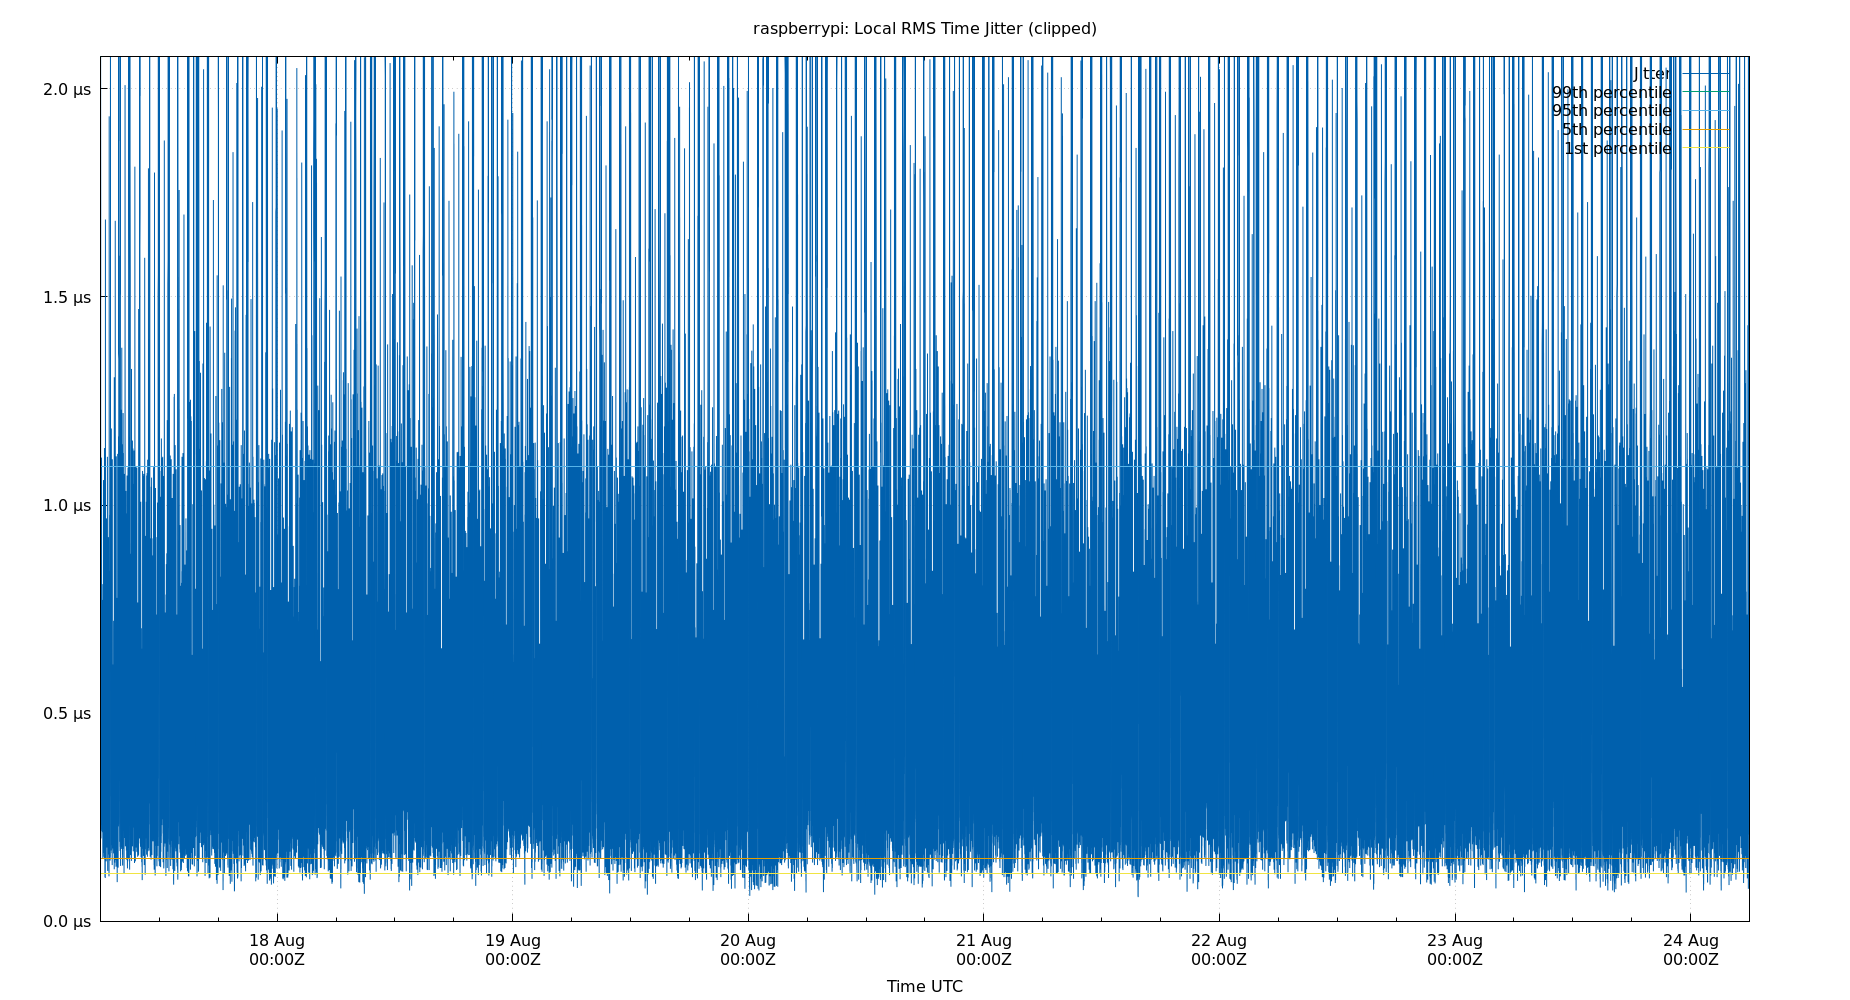 raspberrypi: Local RMS Time Jitter (clipped)
2.0 µs
1.5 µs
1.0 µs
0.5 µs
0.0 µs
Jitter
99th percentile
95th percentile
5th percentile
1st percentile
18 Aug
00:00Z
19 Aug
00:00Z
20 Aug
00:00Z
21 Aug
00:00Z
22 Aug
00:00Z
23 Aug
00:00Z
24 Aug
00:00Z
Time UTC